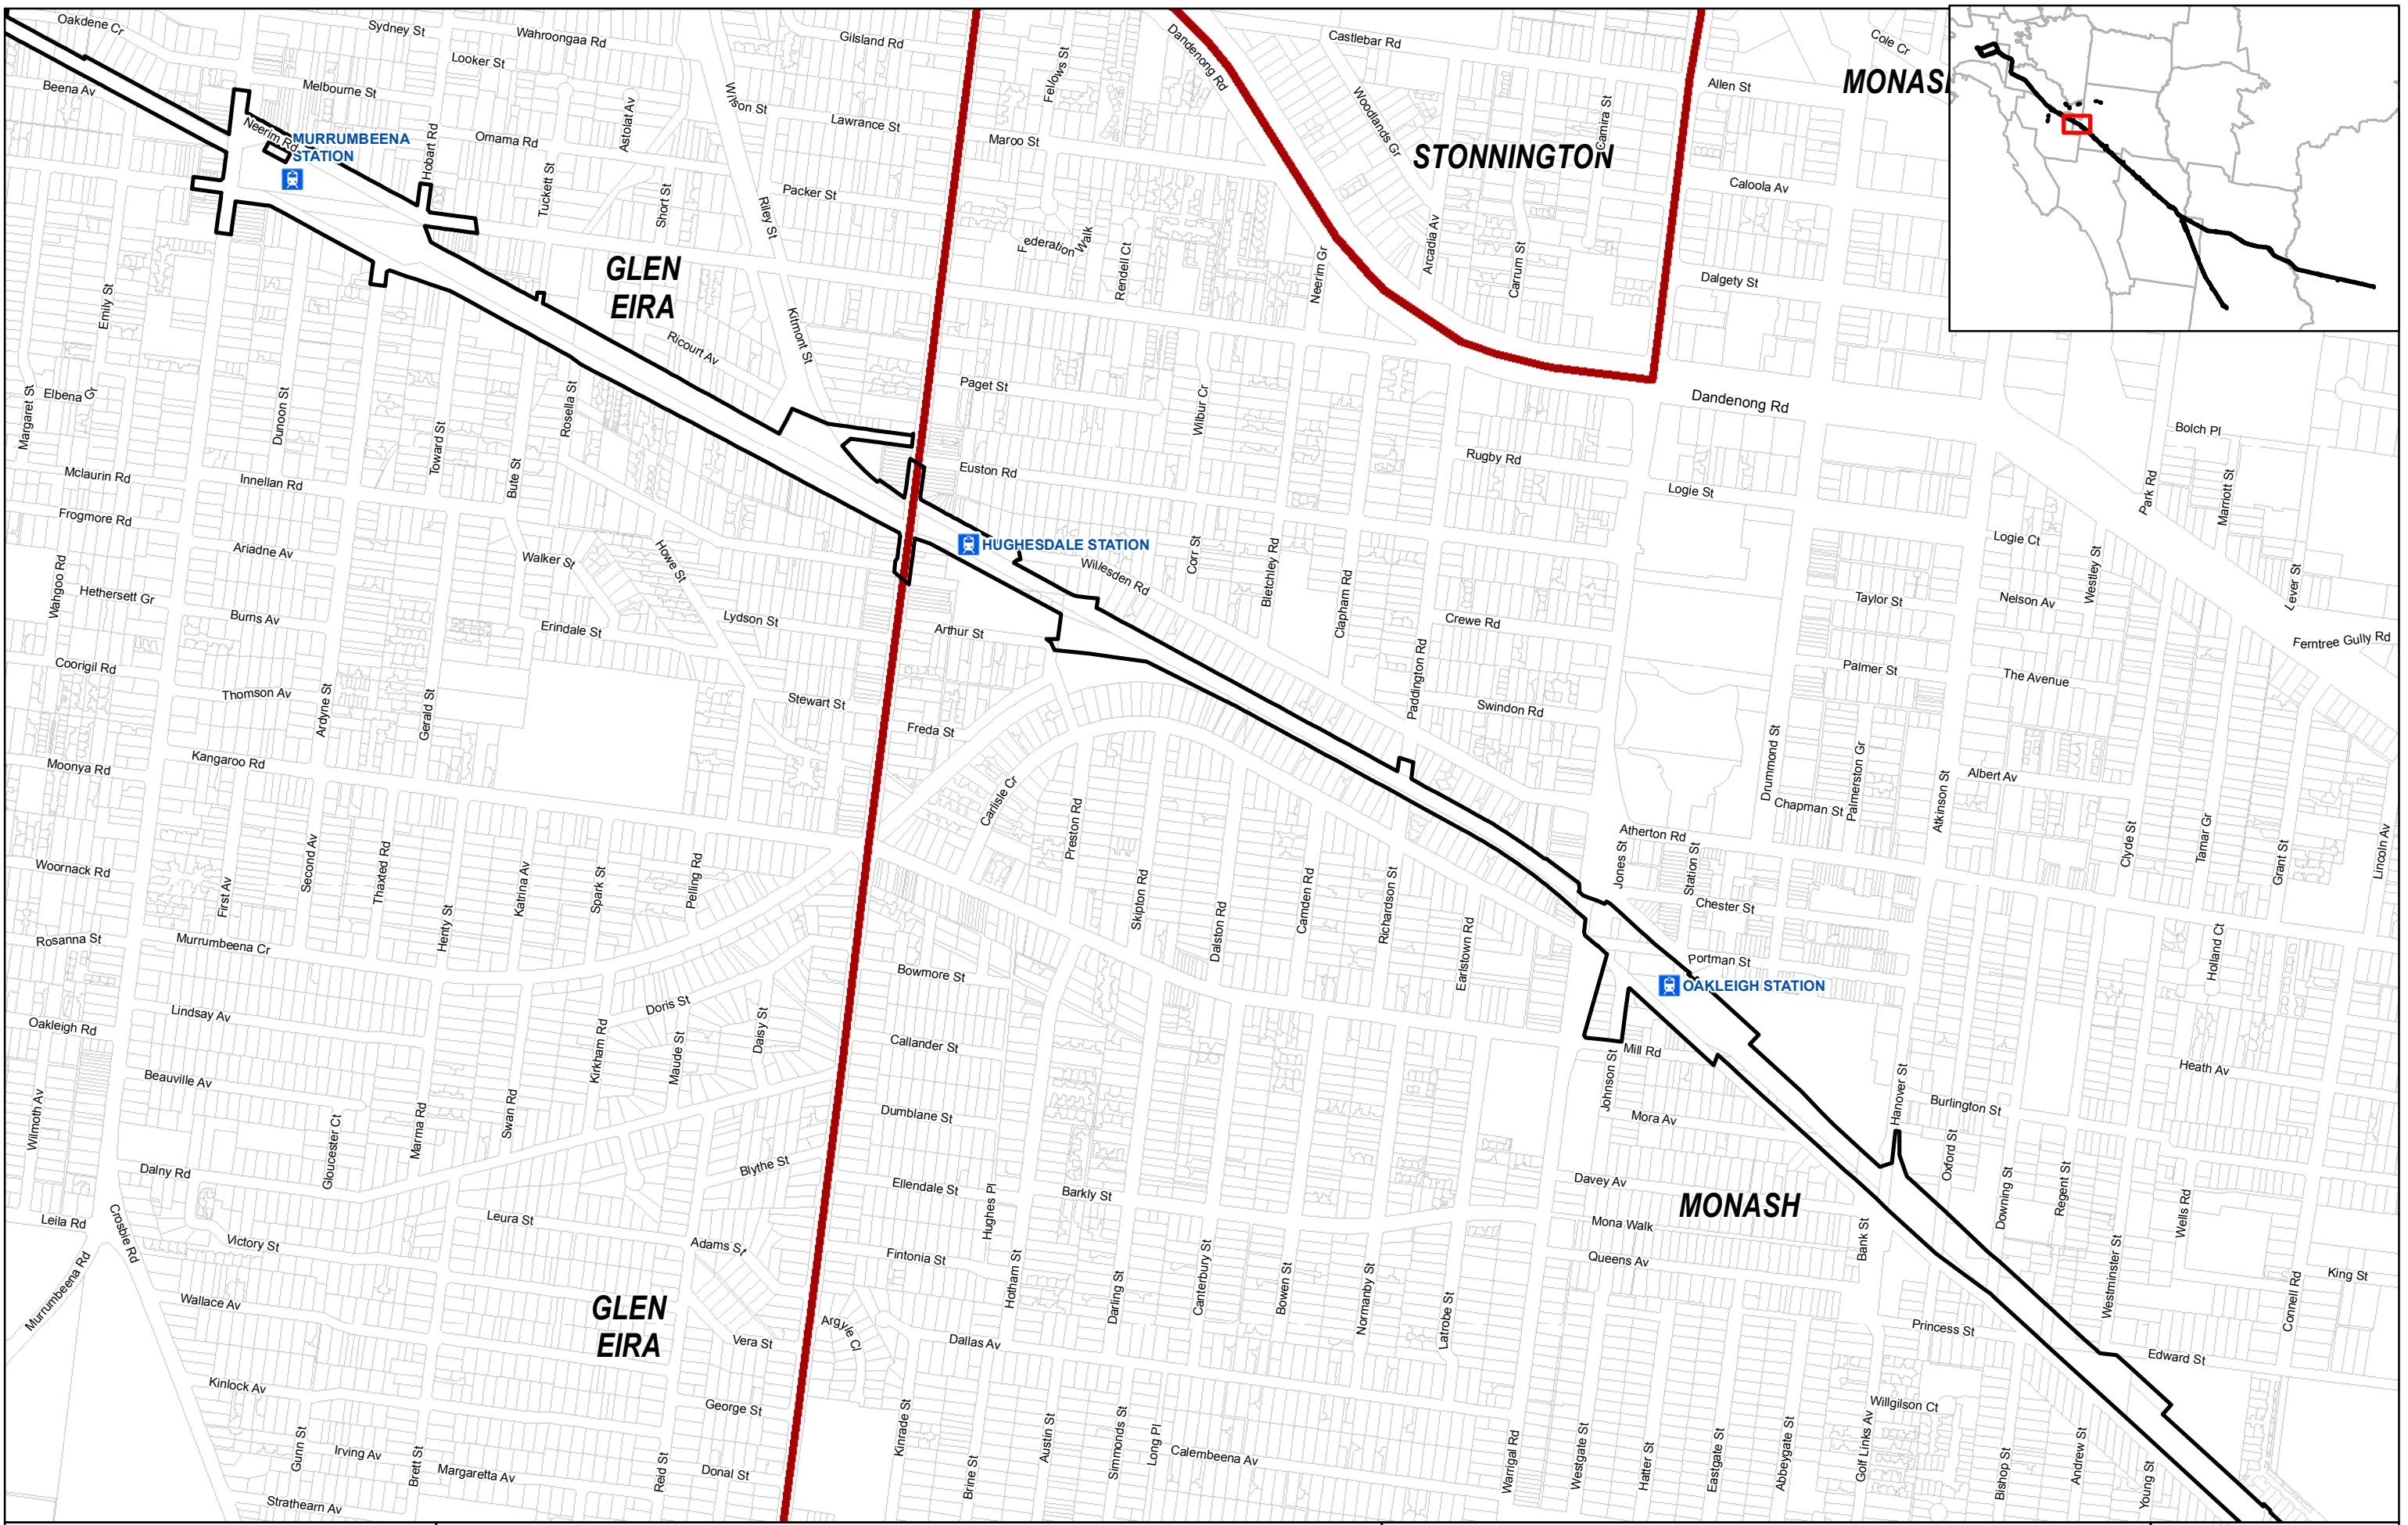 Oakdene Cr
Sydney St
Wahroongaa Rd
Gilsland Rd
Fellows St
Dandenong Rd
Castlebar Rd
Cole Cr
Looker St
Melbourne St
Beena Av
Wilson St
Lawrance St
Astolat Av
Woodlands Gr
Camira St
Allen St
MONASH
Neerim Rd
MURRUMBEENA
STATION
Hobart Rd
Omama Rd
Maroo St
STONNINGTON
Tuckett St
Short St
Packer St
Riley St
Caloola Av
Federation Walk
Rendell Ct
Neerim Gr
Arcadia Av
Carrum St
Dalgety St
GLEN
EIRA
Emily St
Kitmont St
Ricourt Av
Paget St
Wilbur Cr
Dandenong Rd
Margaret St
Elbena Gr
Dunoon St
Toward St
Bute St
Rosella St
Bolch Pl
Mclaurin Rd
Innellan Rd
Euston Rd
Rugby Rd
Logie St
Park Rd
Marriott St
Frogmore Rd
Ariadne Av
Walker St
Howe St
HUGHESDALE STATION
Willesden Rd
Corr St
Bletchley Rd
Clapham Rd
Logie Ct
Westley St
Lever St
Wahgoo Rd
Hethersett Gr
Burns Av
Erindale St
Lydson St
Arthur St
Crewe Rd
Taylor St
Nelson Av
Ferntree Gully Rd
Coorigil Rd
Thomson Av
Ardyne St
Gerald St
Stewart St
Freda St
Paddington Rd
Swindon Rd
Palmer St
The Avenue
Moonya Rd
Kangaroo Rd
Carlisle Cr
Preston Rd
Drummond St
Chapman St
Palmerston Gr
Atkinson St
Albert Av
Woornack Rd
First Av
Second Av
Thaxted Rd
Henty St
Katrina Av
Spark St
Pelling Rd
Skipton Rd
Dalston Rd
Camden Rd
Richardson St
Earlstown Rd
Jones St
Atherton Rd
Station St
Chester St
Clyde St
Tamar Gr
Grant St
Lincoln Av
Holland Ct
Rosanna St
Murrumbeena Cr
Bowmore St
Portman St
OAKLEIGH STATION
Oakleigh Rd
Lindsay Av
Kirkham Rd
Doris St
Maude St
Daisy St
Callander St
Johnson St
Mill Rd
Hanover St
Heath Av
Wilmoth Av
Beauville Av
Gloucester Ct
Marma Rd
Swan Rd
Dumblane St
Mora Av
Burlington St
Oxford St
Dalny Rd
Blythe St
Ellendale St
Hughes Pl
Barkly St
Davey Av
MONASH
Downing St
Regent St
Wells Rd
Leila Rd
Crosbie Rd
Murrumbeena Rd
Victory St
Leura St
Adams St
Fintonia St
Hotham St
Darling St
Canterbury St
Bowen St
Normanby St
Latrobe St
Mona Walk
Queens Av
Bank St
Westminster St
Connell Rd
King St
Wallace Av
GLEN
EIRA
Vera St
Argyle Cl
Dallas Av
Princess St
Edward St
Kinlock Av
George St
Kinrade St
Austin St
Simmonds St
Long Pl
Calembeena Av
Willgilson Ct
Gunn St
Irving Av
Brett St
Margaretta Av
Reid St
Donal St
Brine St
Warrigal Rd
Westgate St
Hatter St
Eastgate St
Abbeygate St
Golf Links Av
Bishop St
Andrew St
Young St
Strathearn Av